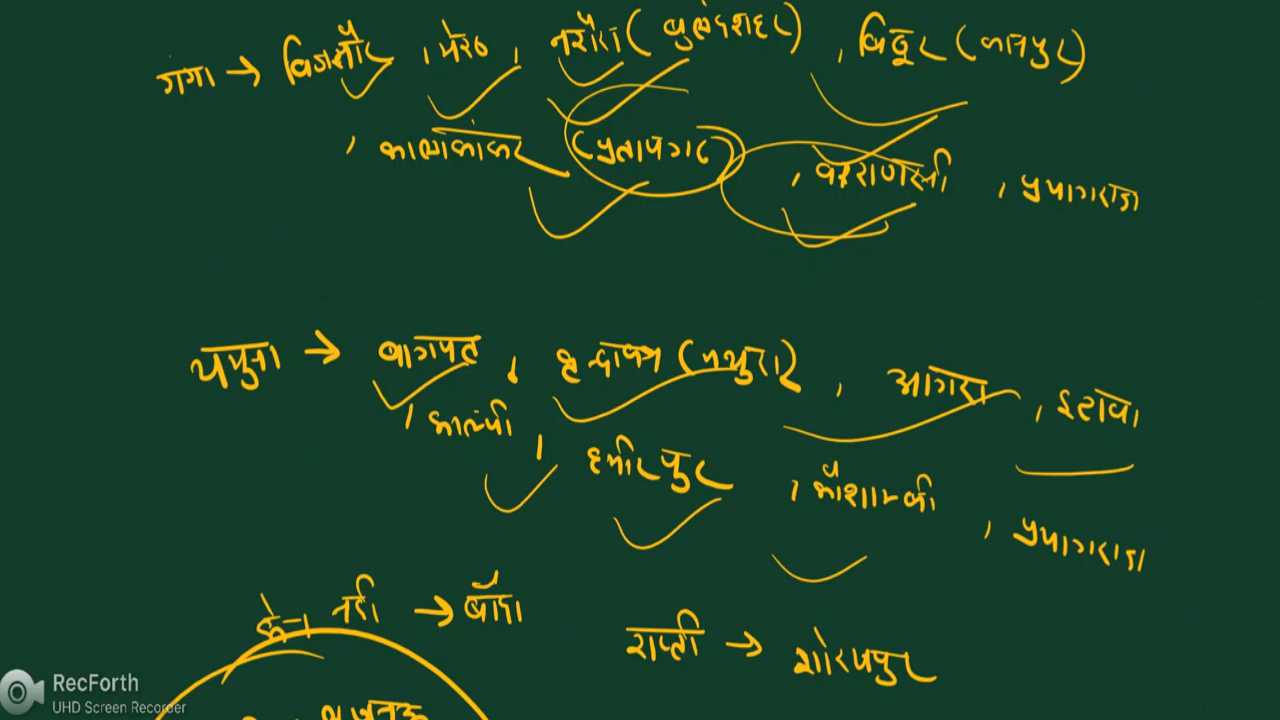 गंगा → बिजनौर, मेरठ, नरौरा (बुलंदशहर), बिठूर (कानपुर)
, कालाकांकर (प्रतापगढ), वाराणसी, प्रयागराज
यमुना → बागपत, वृन्दावन (मथुरा), आगरा, इटावा
, काल्पी, हमीरपुर, कौशाम्बी, प्रयागराज
केन नदी → बाँदा
राप्ती → गोरखपुर
RecForth
UHD Screen Recorder